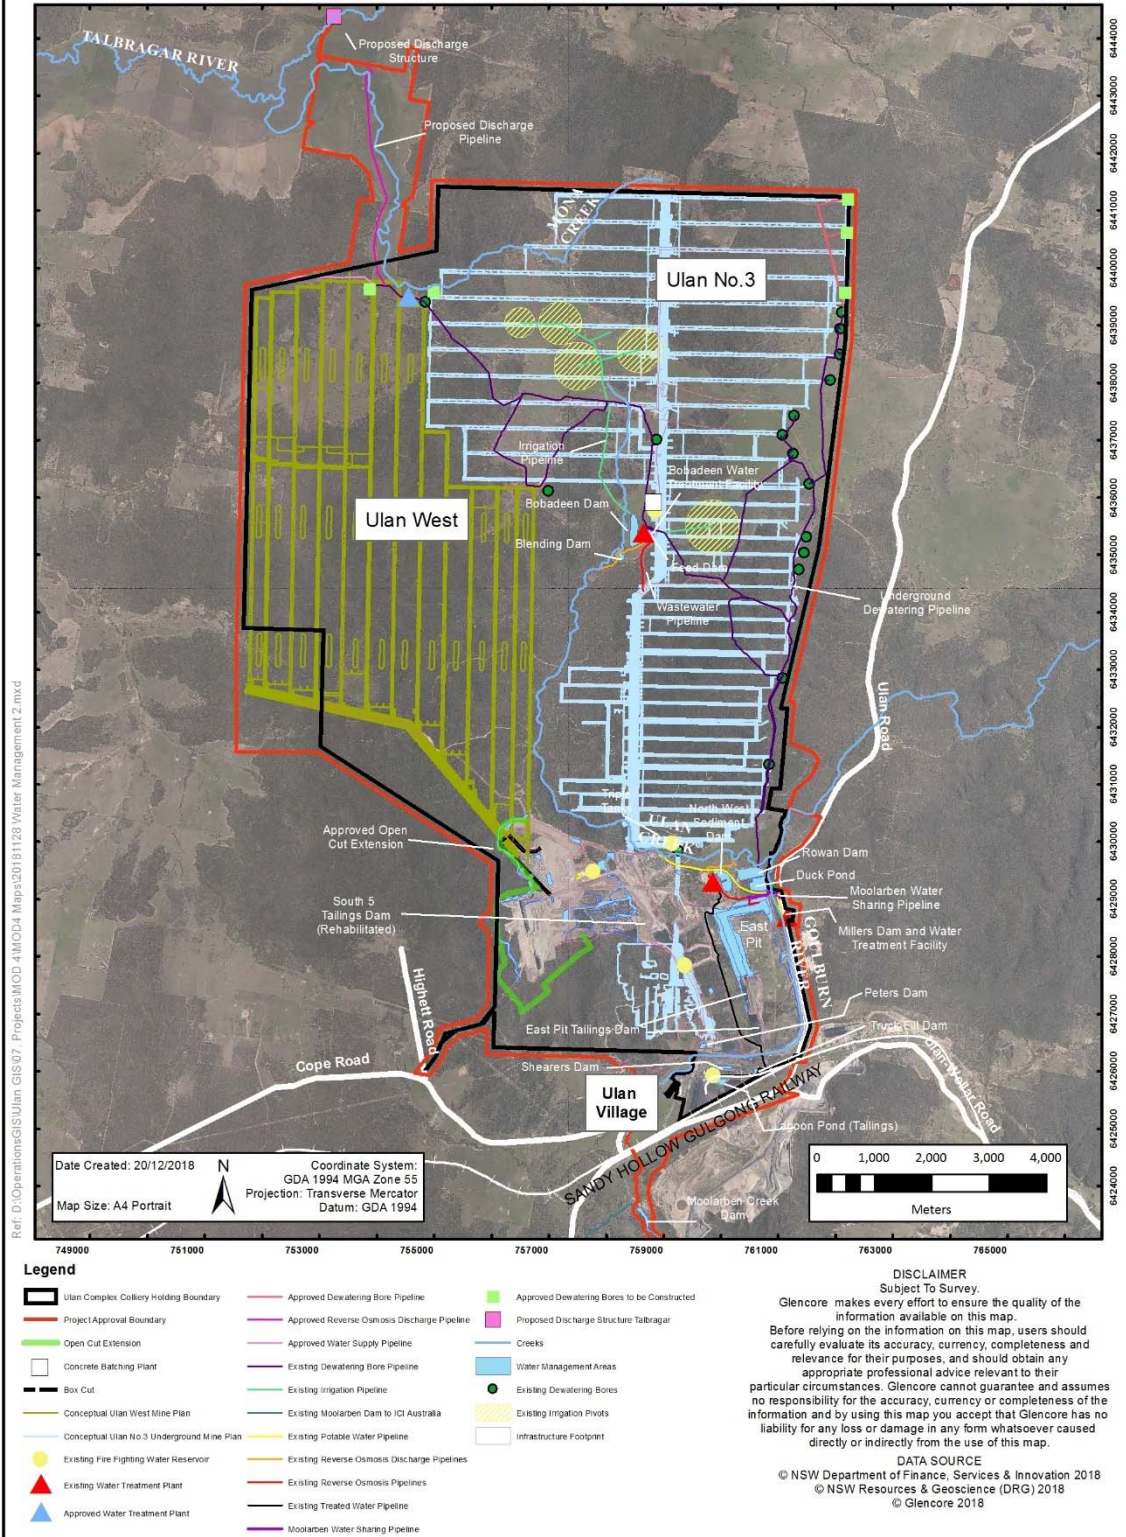 TALBRAGAR RIVER
Proposed Discharge
Structure
Proposed Discharge
Pipeline
MONA
CREEK
Ulan No.3
Irrigation
Pipeline
Bobadeen Water
Treatment Facility
Bobadeen Dam
Ulan West
Blending Dam
Feed Dam
Wastewater
Pipeline
Underground
Dewatering Pipeline
Ulan Road
Triple
Tanks
ULAN
CREEK
North West
Sediment
Dam
Approved Open
Cut Extension
Rowan Dam
Duck Pond
Moolarben Water
Sharing Pipeline
South 5
Tailings Dam
(Rehabilitated)
East
Pit
Millers Dam and Water
Treatment Facility
GOULBURN
RIVER
Highett Road
Peters Dam
East Pit Tailings Dam
Truck Fill Dam
Cope Road
Shearers Dam
Ulan-Wollar Road
Ulan
Village
SANDY HOLLOW GULGONG RAILWAY
Lagoon Pond (Tailings)
Moolarben Creek
Dam
6444000
6443000
6442000
6441000
6440000
6439000
6438000
6437000
6436000
6435000
6434000
6433000
6432000
6431000
6430000
6429000
6428000
6427000
6426000
6425000
6424000
Ref: D:\OperationsGIS\Ulan GIS\07. Projects\MOD 4\MOD4 Maps\20181128 Water Management 2.mxd
Date Created: 20/12/2018
Map Size: A4 Portrait
N
Coordinate System:
GDA 1994 MGA Zone 55
Projection: Transverse Mercator
Datum: GDA 1994
0 1,000 2,000 3,000 4,000
Meters
749000 751000 753000 755000 757000 759000 761000 763000 765000
Legend
Ulan Complex Colliery Holding Boundary
Project Approval Boundary
Open Cut Extension
Concrete Batching Plant
Box Cut
Conceptual Ulan West Mine Plan
Conceptual Ulan No.3 Underground Mine Plan
Existing Fire Fighting Water Reservoir
Existing Water Treatment Plant
Approved Water Treatment Plant
Approved Dewatering Bore Pipeline
Approved Reverse Osmosis Discharge Pipeline
Approved Water Supply Pipeline
Existing Dewatering Bore Pipeline
Existing Irrigation Pipeline
Existing Moolarben Dam to ICI Australia
Existing Potable Water Pipeline
Existing Reverse Osmosis Discharge Pipelines
Existing Reverse Osmosis Pipelines
Existing Treated Water Pipeline
Moolarben Water Sharing Pipeline
Approved Dewatering Bores to be Constructed
Proposed Discharge Structure Talbragar
Creeks
Water Management Areas
Existing Dewatering Bores
Existing Irrigation Pivots
Infrastructure Footprint
DISCLAIMER
Subject To Survey.
Glencore makes every effort to ensure the quality of the
information available on this map.
Before relying on the information on this map, users should
carefully evaluate its accuracy, currency, completeness and
relevance for their purposes, and should obtain any
appropriate professional advice relevant to their
particular circumstances. Glencore cannot guarantee and assumes
no responsibility for the accuracy, currency or completeness of the
information and by using this map you accept that Glencore has no
liability for any loss or damage in any form whatsoever caused
directly or indirectly from the use of this map.
DATA SOURCE
© NSW Department of Finance, Services & Innovation 2018
© NSW Resources & Geoscience (DRG) 2018
© Glencore 2018